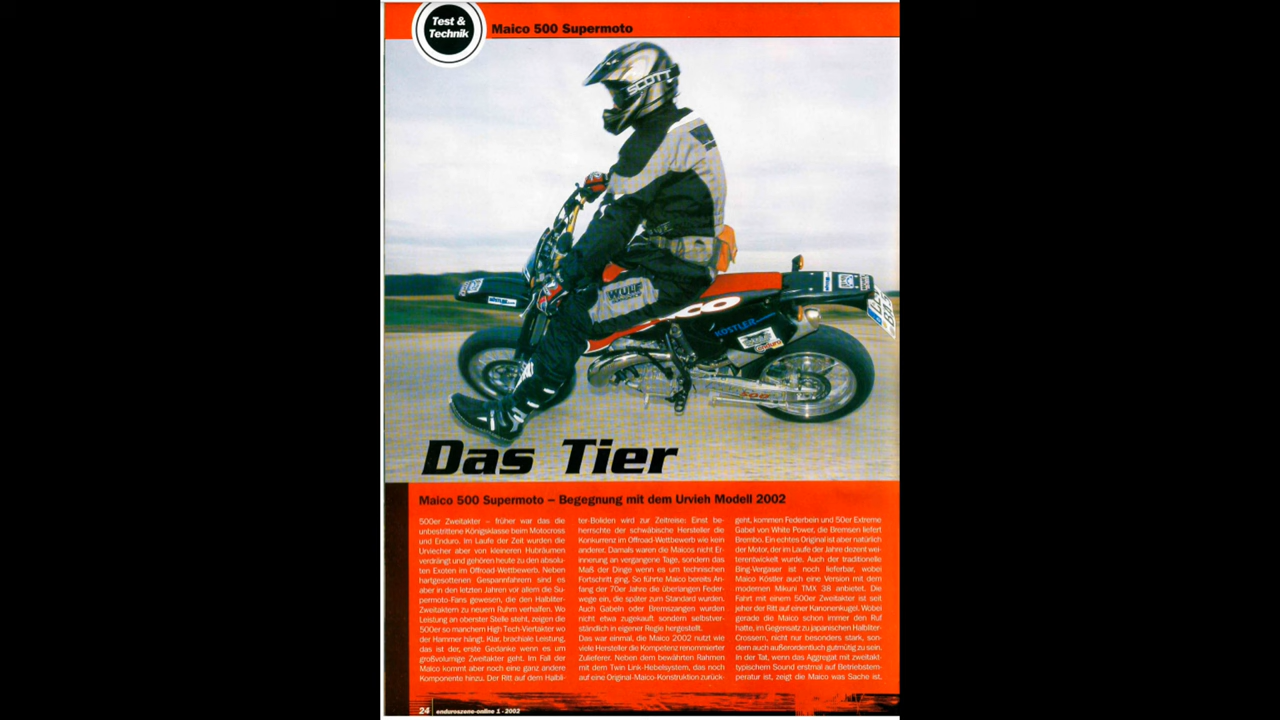 Test &
Technik
Maico 500 Supermoto
SCOTT
WULF
CO
KÖSTLER
500
Das Tier
Maico 500 Supermoto – Begegnung mit dem Urvieh Modell 2002
500er Zweitakter – früher war das die
unbestrittene Königsklasse beim Motocross
und Enduro. Im Laufe der Zeit wurden die
Urviecher aber von kleineren Hubräumen
verdrängt und gehören heute zu den absolu-
ten Exoten im Offroad-Wettbewerb. Neben
hartgesottenen Gespannfahrern sind es
aber in den letzten Jahren vor allem die Su-
permoto-Fans gewesen, die den Halbliter-
Zweitaktern zu neuem Ruhm verhalfen. Wo
Leistung an oberster Stelle steht, zeigen die
500er so manchem High Tech-Viertakter wo
der Hammer hängt. Klar, brachiale Leistung,
das ist der, erste Gedanke wenn es um
großvolumige Zweitakter geht. Im Fall der
Maico kommt aber noch eine ganz andere
Komponente hinzu. Der Ritt auf dem Halbli-
ter-Boliden wird zur Zeitreise: Einst be-
herrschte der schwäbische Hersteller die
Konkurrenz im Offroad-Wettbewerb wie kein
anderer. Damals waren die Maicos nicht Er-
innerung an vergangene Tage, sondern das
Maß der Dinge wenn es um technischen
Fortschritt ging. So führte Maico bereits An-
fang der 70er Jahre die überlangen Feder-
wege ein, die später zum Standard wurden.
Auch Gabeln oder Bremszangen wurden
nicht etwa zugekauft sondern selbstver-
ständlich in eigener Regie hergestellt.
Das war einmal, die Maico 2002 nutzt wie
viele Hersteller die Kompetenz renommierter
Zulieferer. Neben dem bewährten Rahmen
mit dem Twin Link-Hebelsystem, das noch
auf eine Original-Maico-Konstruktion zurück-
geht, kommen Federbein und 50er Extreme
Gabel von White Power, die Bremsen liefert
Brembo. Ein echtes Original ist aber natürlich
der Motor, der im Laufe der Jahre dezent wei-
terentwickelt wurde. Auch der traditionelle
Bing-Vergaser ist noch lieferbar, wobei
Maico Köstler auch eine Version mit dem
modernen Mikuni TMX 38 anbietet. Die
Fahrt mit einem 500er Zweitakter ist seit
jeher der Ritt auf einer Kanonenkugel. Wobei
gerade die Maico schon immer den Ruf
hatte, im Gegensatz zu japanischen Halbliter-
Crossern, nicht nur besonders stark, son-
dern auch außerordentlich gutmütig zu sein.
In der Tat, wenn das Aggregat mit zweitakt-
typischem Sound erstmal auf Betriebstem-
peratur ist, zeigt die Maico was Sache ist.
24 enduroszene-online 1 - 2002